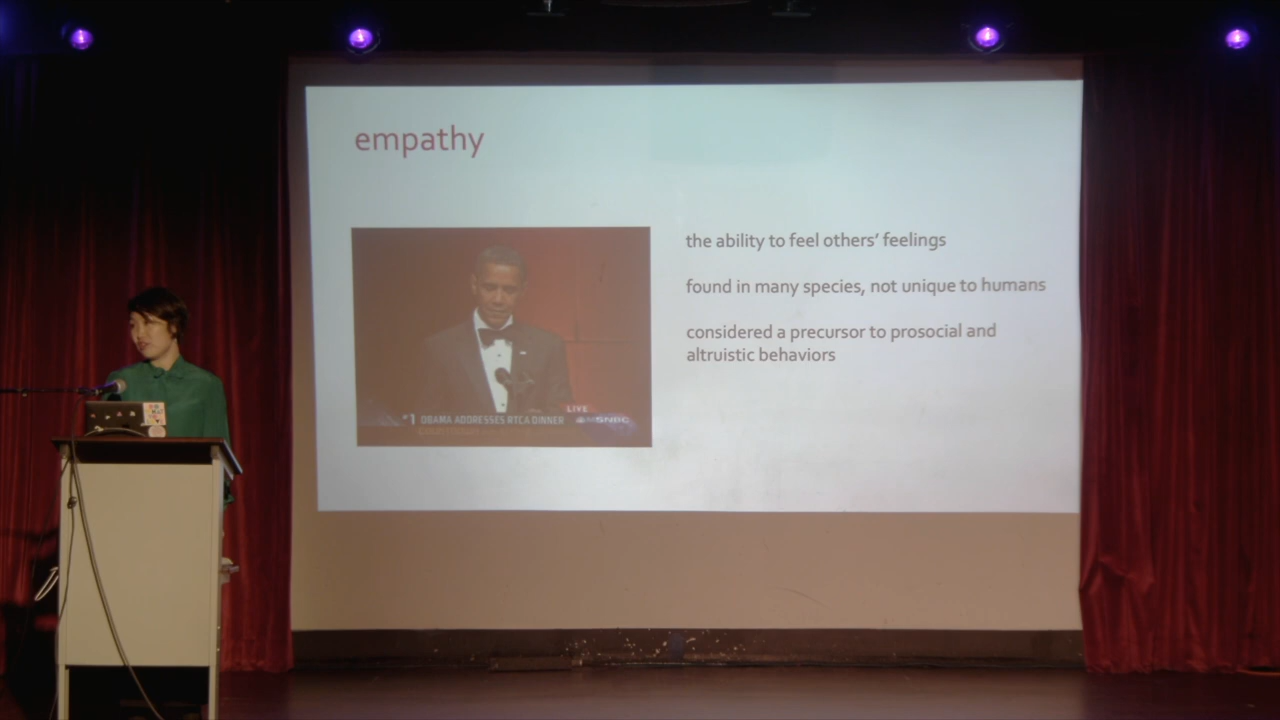 empathy
the ability to feel others' feelings
found in many species, not unique to humans
considered a precursor to prosocial and
altruistic behaviors
LIVE
#1 OBAMA ADDRESSES RTCA DINNER
MSNBC